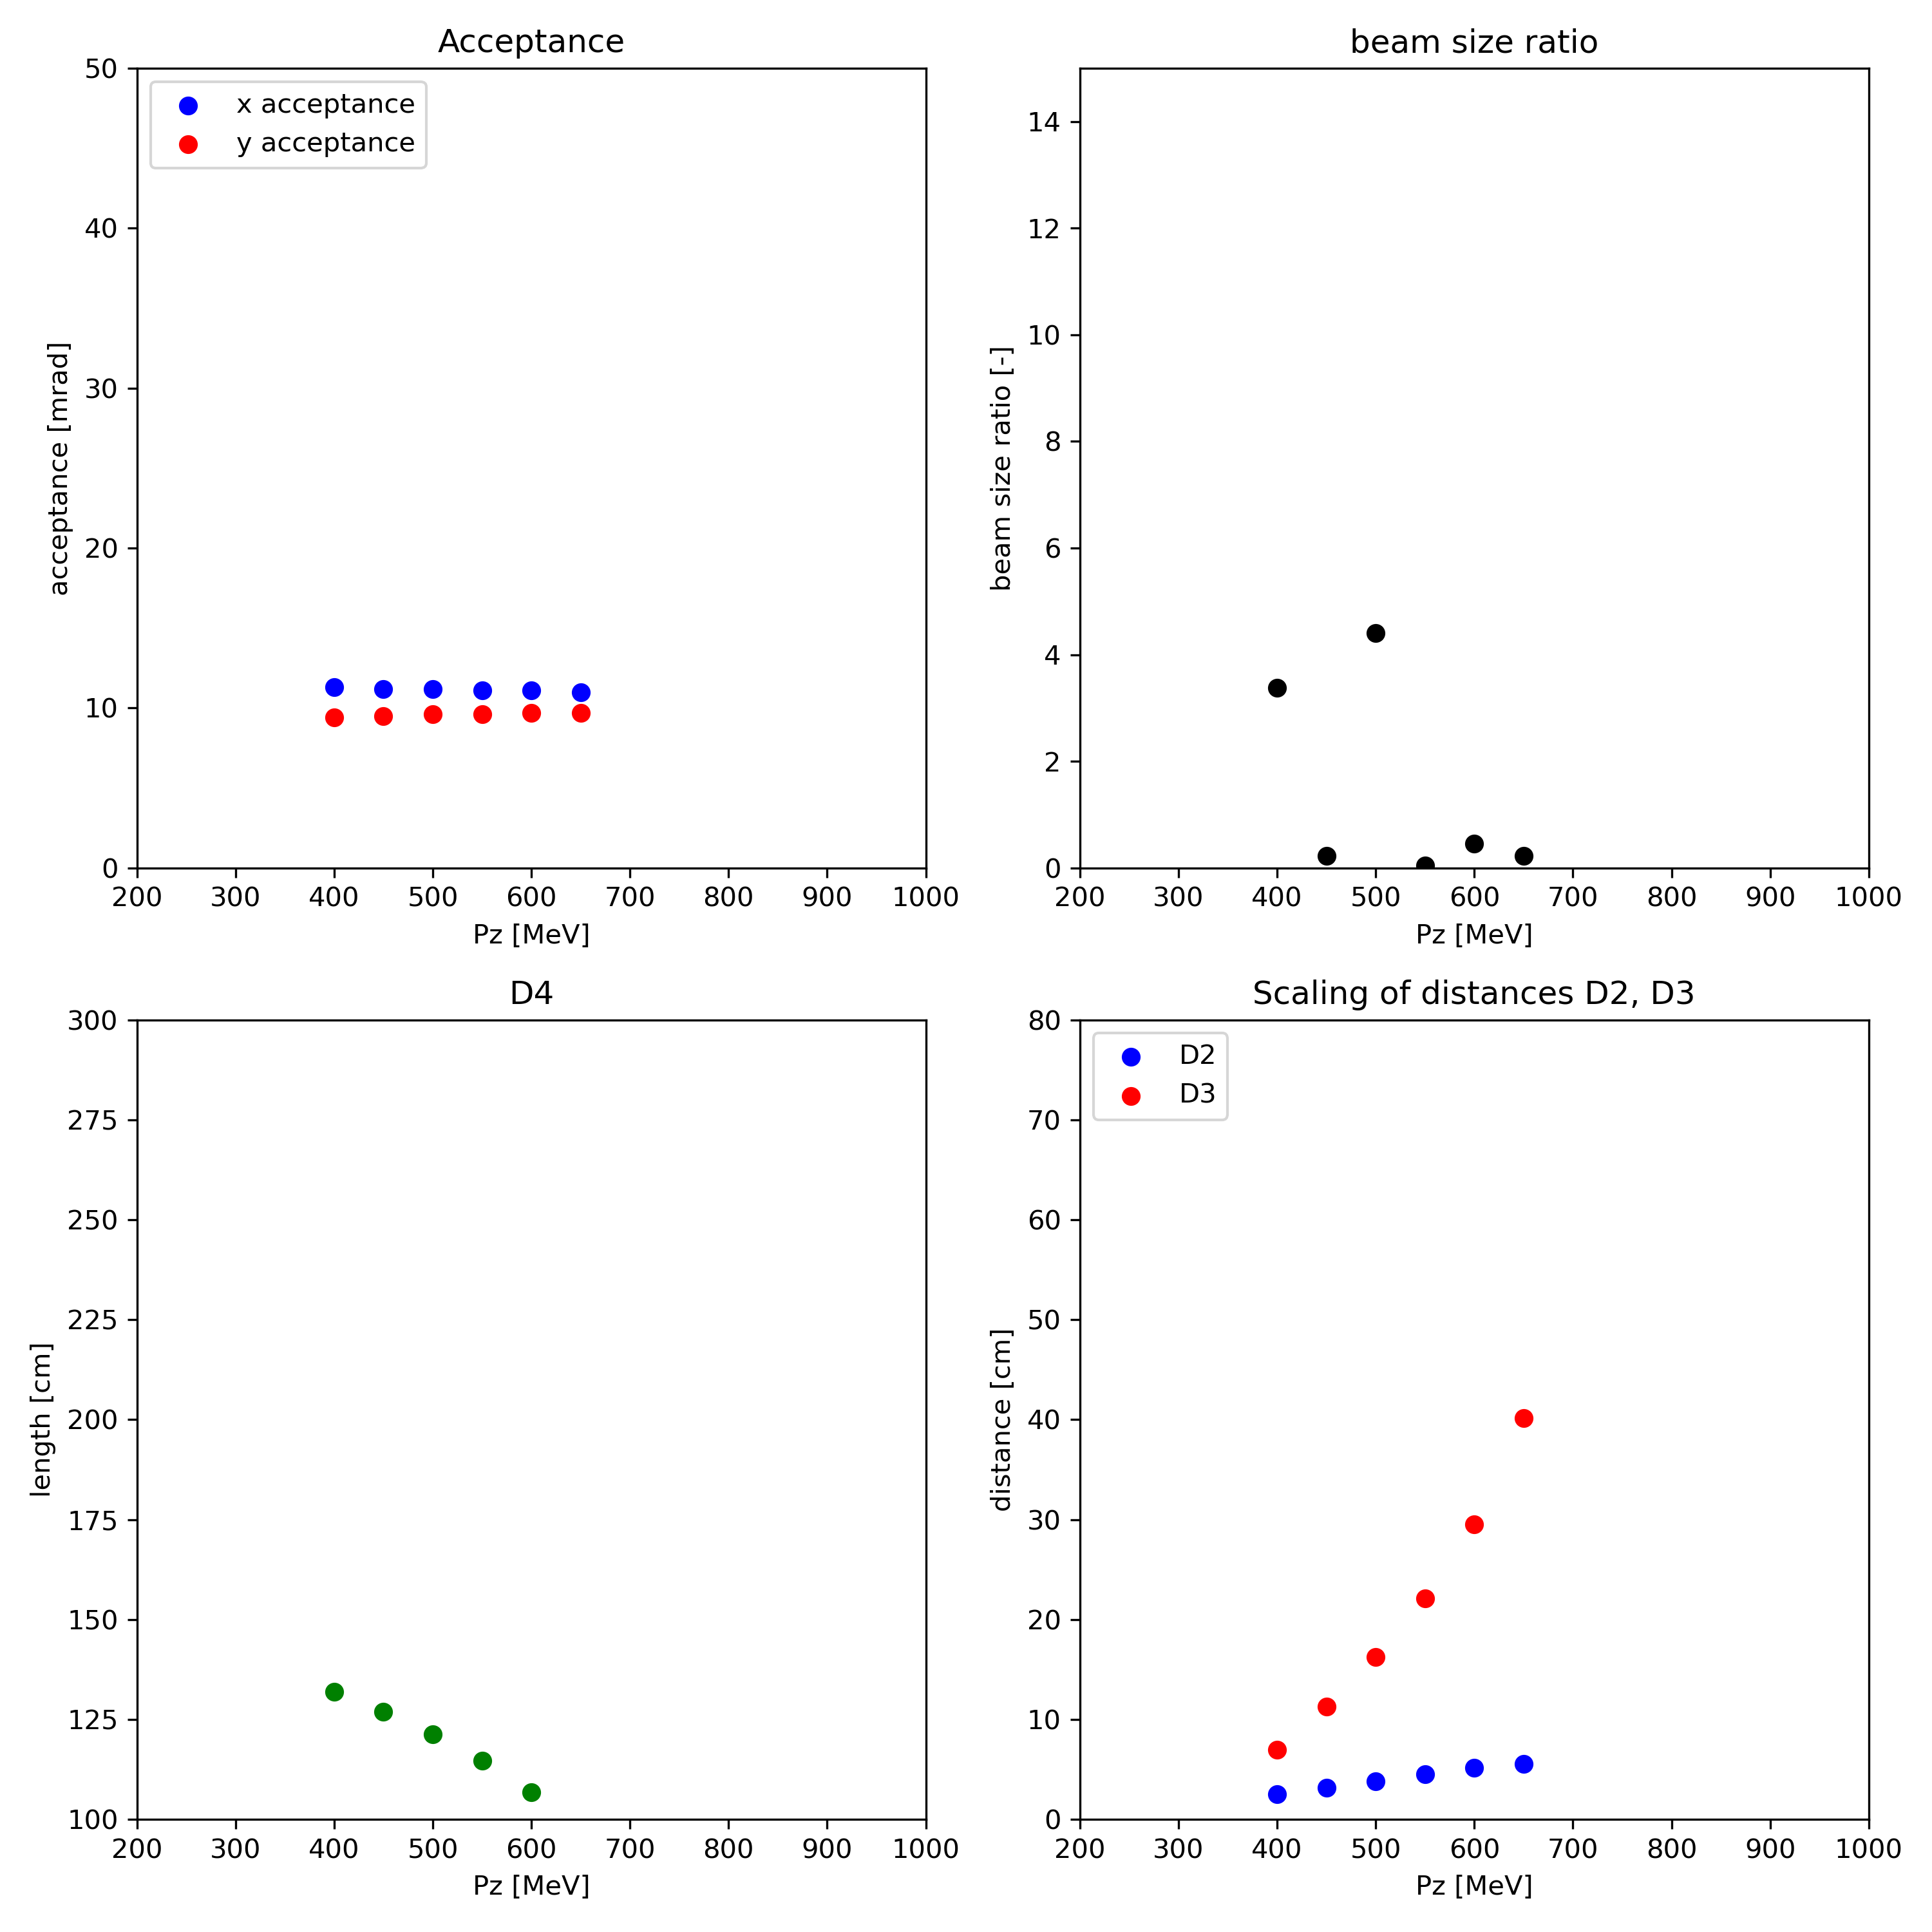 Acceptance
50
40
30
20
10
0
acceptance [mrad]
x acceptance
y acceptance
200 300 400 500 600 700 800 900 1000
Pz [MeV]
beam size ratio
14
12
10
8
6
4
2
0
beam size ratio [-]
200 300 400 500 600 700 800 900 1000
Pz [MeV]
D4
300
275
250
225
200
175
150
125
100
length [cm]
200 300 400 500 600 700 800 900 1000
Pz [MeV]
Scaling of distances D2, D3
80
70
60
50
40
30
20
10
0
distance [cm]
D2
D3
200 300 400 500 600 700 800 900 1000
Pz [MeV]